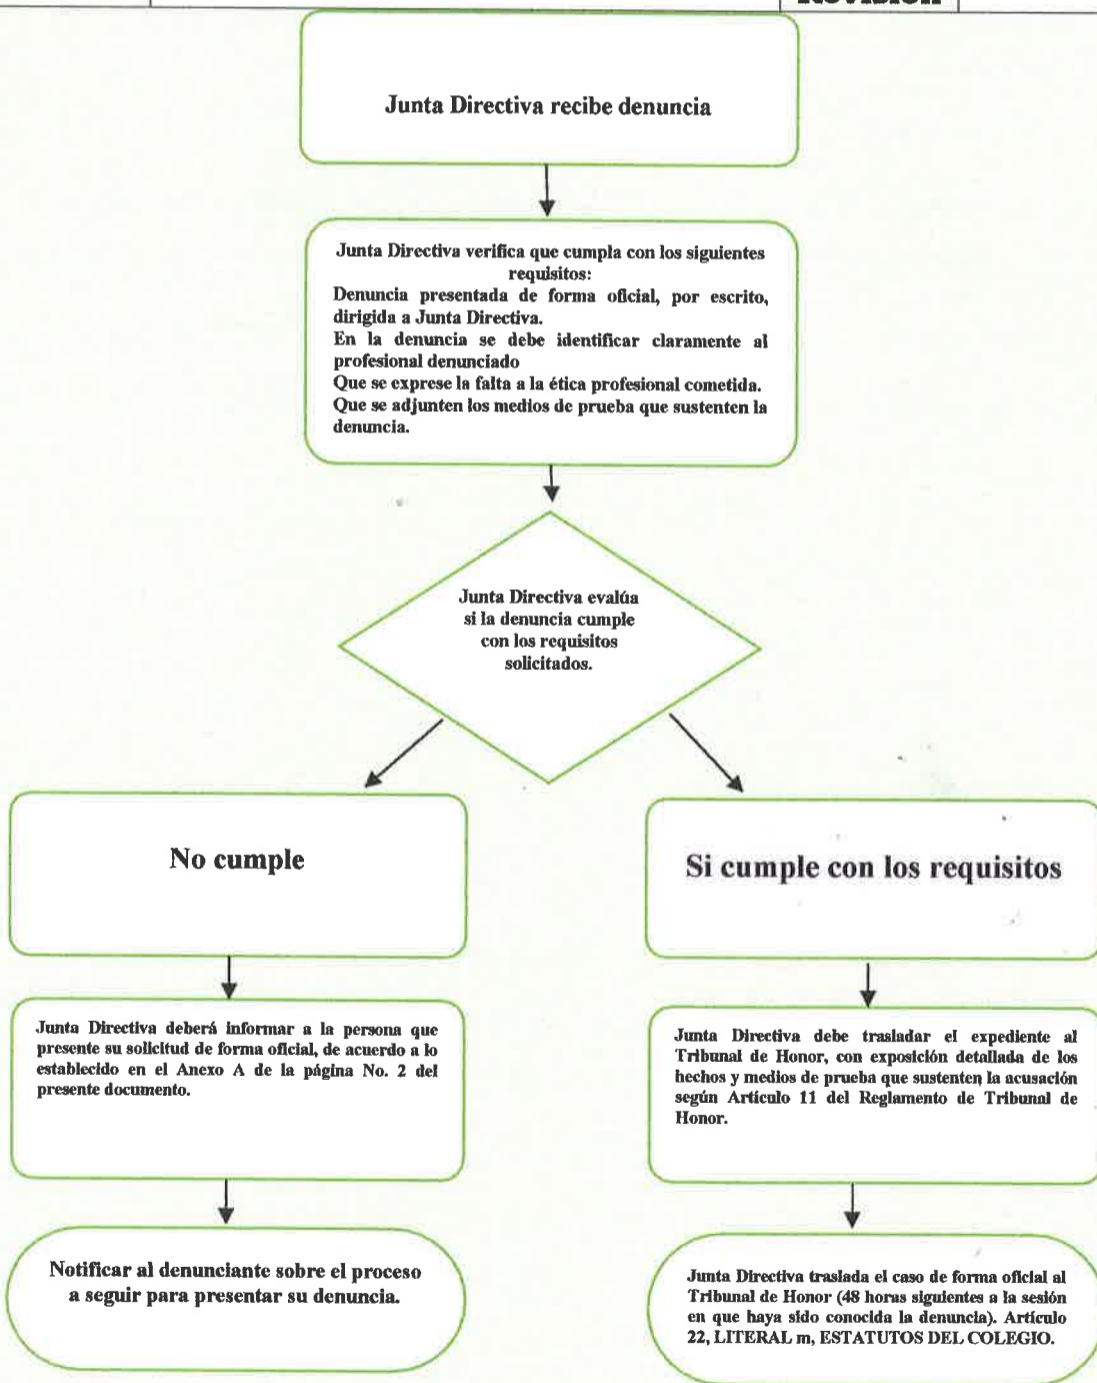 Junta Directiva recibe denuncia
Junta Directiva verifica que cumpla con los siguientes
requisitos:
Denuncia presentada de forma oficial, por escrito,
dirigida a Junta Directiva.
En la denuncia se debe identificar claramente al
profesional denunciado
Que se exprese la falta a la ética profesional cometida.
Que se adjunten los medios de prueba que sustenten la
denuncia.
Junta Directiva evalúa
si la denuncia cumple
con los requisitos
solicitados.
No cumple
Si cumple con los requisitos
Junta Directiva deberá informar a la persona que
presente su solicitud de forma oficial, de acuerdo a lo
establecido en el Anexo A de la página No. 2 del
presente documento.
Junta Directiva debe trasladar el expediente al
Tribunal de Honor, con exposición detallada de los
hechos y medios de prueba que sustenten la acusación
según Artículo 11 del Reglamento de Tribunal de
Honor.
Notificar al denunciante sobre el proceso
a seguir para presentar su denuncia.
Junta Directiva traslada el caso de forma oficial al
Tribunal de Honor (48 horas siguientes a la sesión
en que haya sido conocida la denuncia). Artículo
22, LITERAL m, ESTATUTOS DEL COLEGIO.